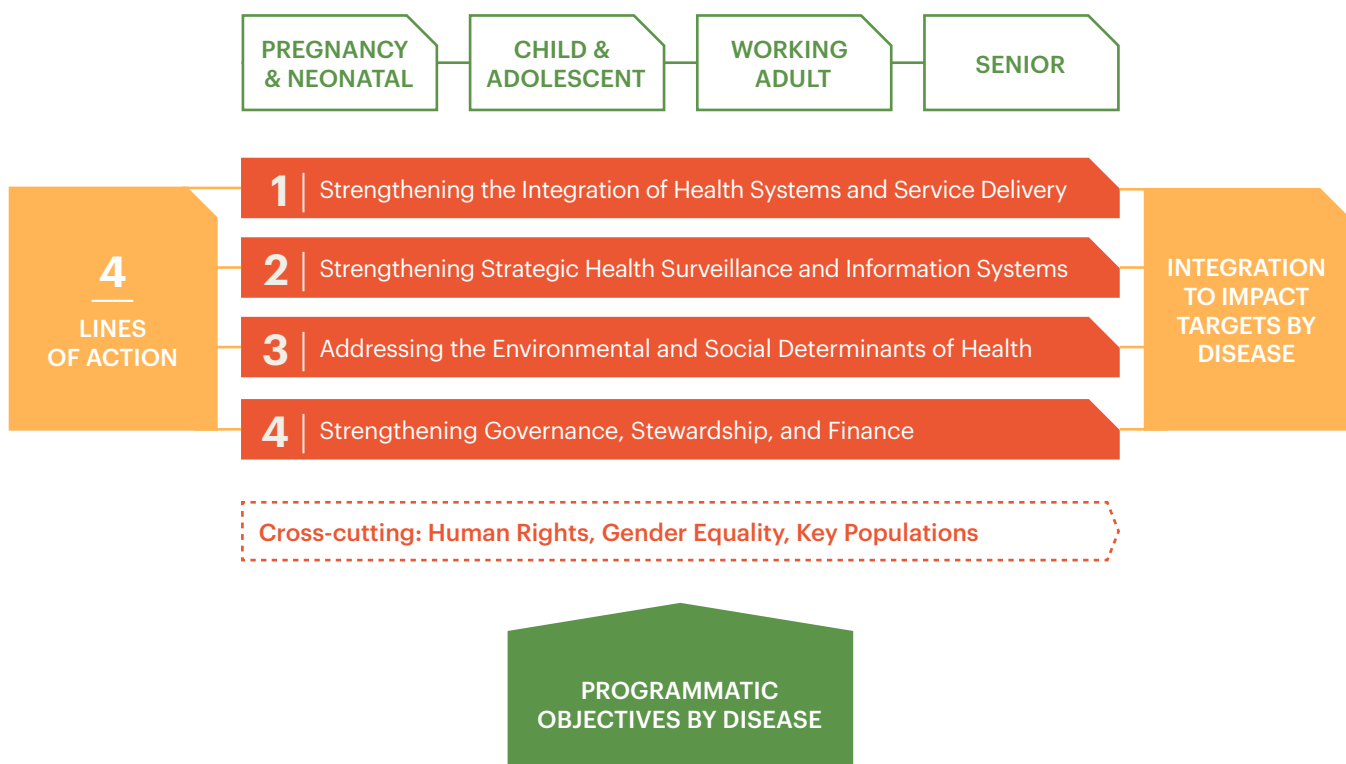 PREGNANCY
& NEONATAL
CHILD &
ADOLESCENT
WORKING
ADULT
SENIOR
4
LINES
OF ACTION
1 Strengthening the Integration of Health Systems and Service Delivery
2 Strengthening Strategic Health Surveillance and Information Systems
3 Addressing the Environmental and Social Determinants of Health
4 Strengthening Governance, Stewardship, and Finance
INTEGRATION
TO IMPACT
TARGETS BY
DISEASE
Cross-cutting: Human Rights, Gender Equality, Key Populations
PROGRAMMATIC
OBJECTIVES BY DISEASE